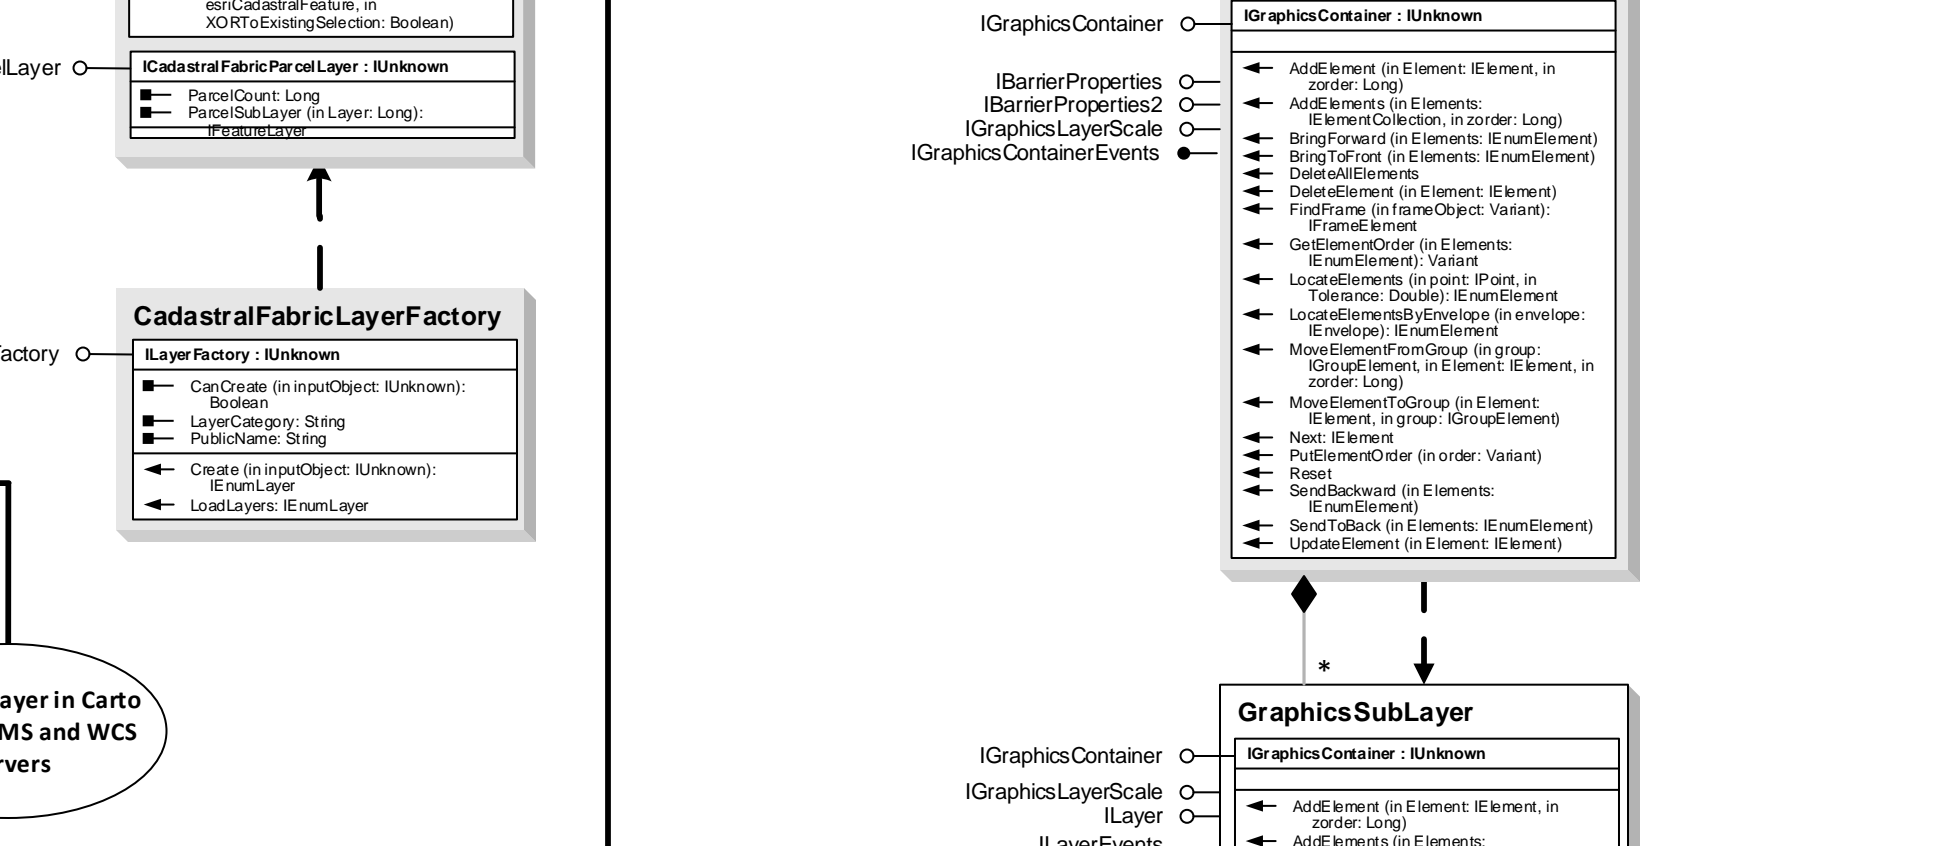 esriCadastralFeature, in
XORToExistingSelection: Boolean)
ICadastralFabricParcelLayer : IUnknown
ParcelCount: Long
ParcelSubLayer (in Layer: Long):
IFeatureLayer
CadastralFabricLayerFactory
ILayerFactory : IUnknown
CanCreate (in inputObject: IUnknown):
Boolean
LayerCategory: String
PublicName: String
Create (in inputObject: IUnknown):
IEnumLayer
LoadLayers: IEnumLayer
ayer in Carto
MS and WCS
rvers
IGraphicsContainer
IBarrierProperties
IBarrierProperties2
IGraphicsLayerScale
IGraphicsContainerEvents
IGraphicsContainer : IUnknown
AddElement (in Element: IElement, in
zorder: Long)
AddElements (in Elements:
IElementCollection, in zorder: Long)
BringForward (in Elements: IEnumElement)
BringToFront (in Elements: IEnumElement)
DeleteAllElements
DeleteElement (in Element: IElement)
FindFrame (in frameObject: Variant):
IFrameElement
GetElementOrder (in Elements:
IEnumElement): Variant
LocateElements (in point: IPoint, in
Tolerance: Double): IEnumElement
LocateElementsByEnvelope (in envelope:
IEnvelope): IEnumElement
MoveElementFromGroup (in group:
IGroupElement, in Element: IElement, in
zorder: Long)
MoveElementToGroup (in Element:
IElement, in group: IGroupElement)
Next: IElement
PutElementOrder (in order: Variant)
Reset
SendBackward (in Elements:
IEnumElement)
SendToBack (in Elements: IEnumElement)
UpdateElement (in Element: IElement)
*
GraphicsSubLayer
IGraphicsContainer
IGraphicsLayerScale
ILayer
ILayerEvents
IGraphicsContainer : IUnknown
AddElement (in Element: IElement, in
zorder: Long)
AddElements (in Elements: